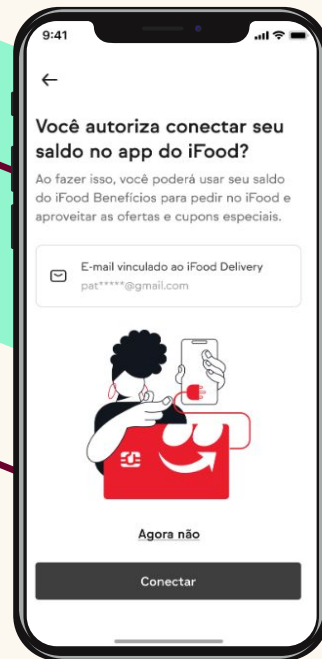 9:41
Você autoriza conectar seu
saldo no app do iFood?
Ao fazer isso, você poderá usar seu saldo
do iFood Benefícios para pedir no iFood e
aproveitar as ofertas e cupons especiais.
E-mail vinculado ao iFood Delivery
pat*****@gmail.com
Agora não
Conectar